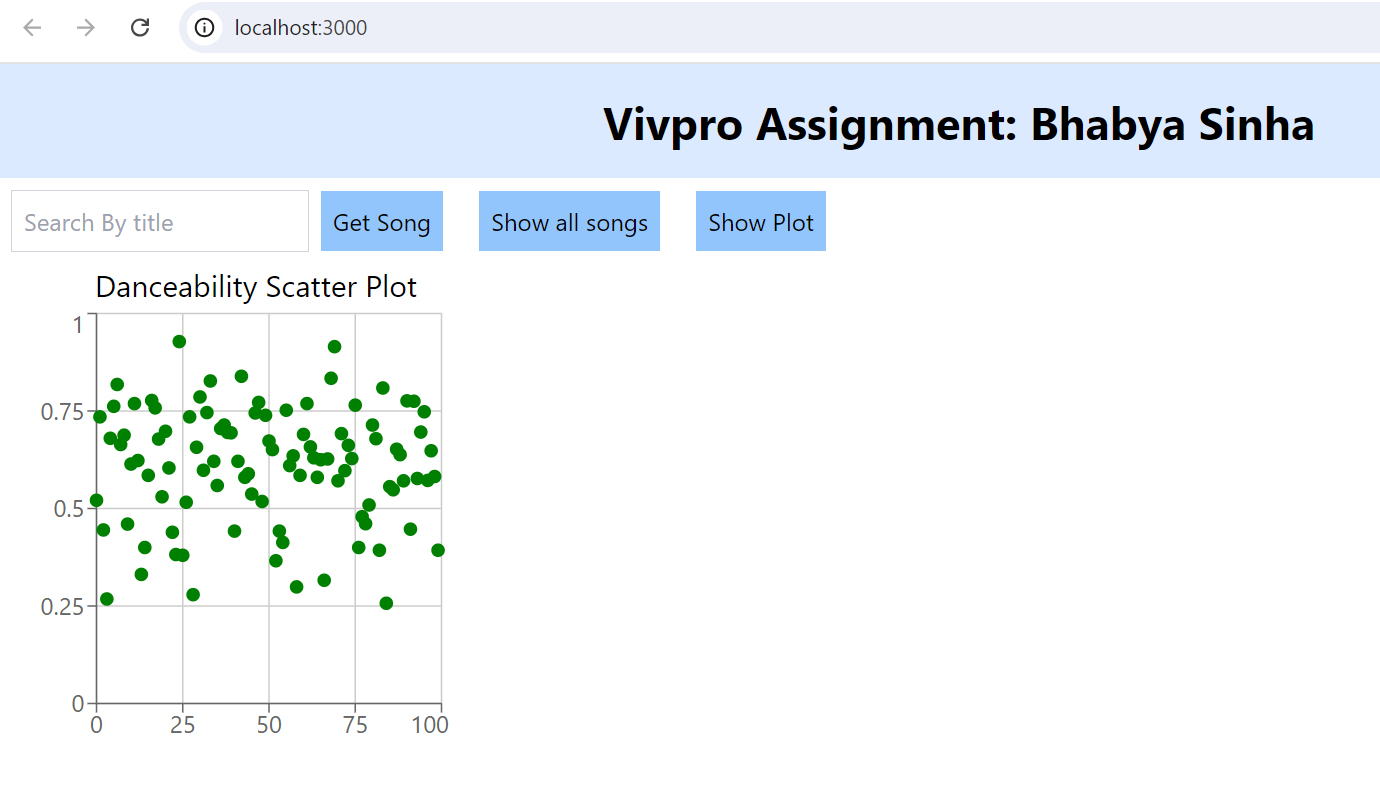 localhost:3000
Vivpro Assignment: Bhabya Sinha
Search By title Get Song Show all songs Show Plot
Danceability Scatter Plot
1
0.75
0.5
0.25
0
0 25 50 75 100